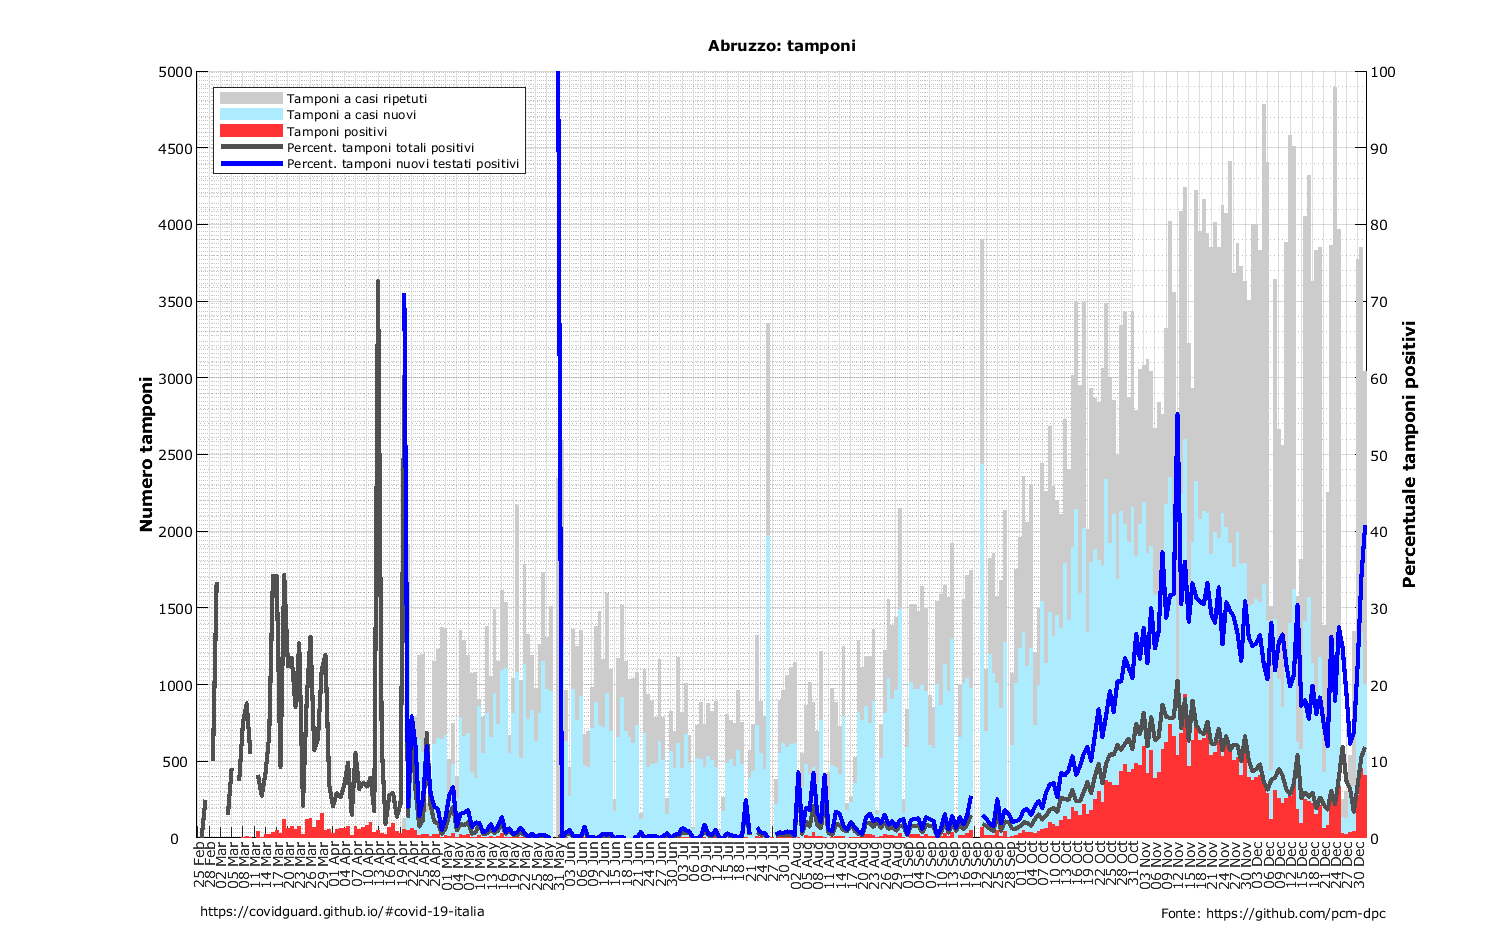 Abruzzo: tamponi
Tamponi a casi ripetuti
Tamponi a casi nuovi
Tamponi positivi
Percent. tamponi totali positivi
Percent. tamponi nuovi testati positivi
Numero tamponi
5000
4500
4000
3500
3000
2500
2000
1500
1000
500
0
Percentuale tamponi positivi
100
90
80
70
60
50
40
30
20
10
0
25 Feb
28 Feb
02 Mar
05 Mar
08 Mar
11 Mar
14 Mar
17 Mar
20 Mar
23 Mar
26 Mar
29 Mar
01 Apr
04 Apr
07 Apr
10 Apr
13 Apr
16 Apr
19 Apr
22 Apr
25 Apr
28 Apr
01 May
04 May
07 May
10 May
13 May
16 May
19 May
22 May
25 May
28 May
31 May
03 Jun
06 Jun
09 Jun
12 Jun
15 Jun
18 Jun
21 Jun
24 Jun
27 Jun
30 Jun
03 Jul
06 Jul
09 Jul
12 Jul
15 Jul
18 Jul
21 Jul
24 Jul
27 Jul
30 Jul
02 Aug
05 Aug
08 Aug
11 Aug
14 Aug
17 Aug
20 Aug
23 Aug
26 Aug
29 Aug
01 Sep
04 Sep
07 Sep
10 Sep
13 Sep
16 Sep
19 Sep
22 Sep
25 Sep
28 Sep
01 Oct
04 Oct
07 Oct
10 Oct
13 Oct
16 Oct
19 Oct
22 Oct
25 Oct
28 Oct
31 Oct
03 Nov
06 Nov
09 Nov
12 Nov
15 Nov
18 Nov
21 Nov
24 Nov
27 Nov
30 Nov
03 Dec
06 Dec
09 Dec
12 Dec
15 Dec
18 Dec
21 Dec
24 Dec
27 Dec
30 Dec
https://covidguard.github.io/#covid-19-italia
Fonte: https://github.com/pcm-dpc